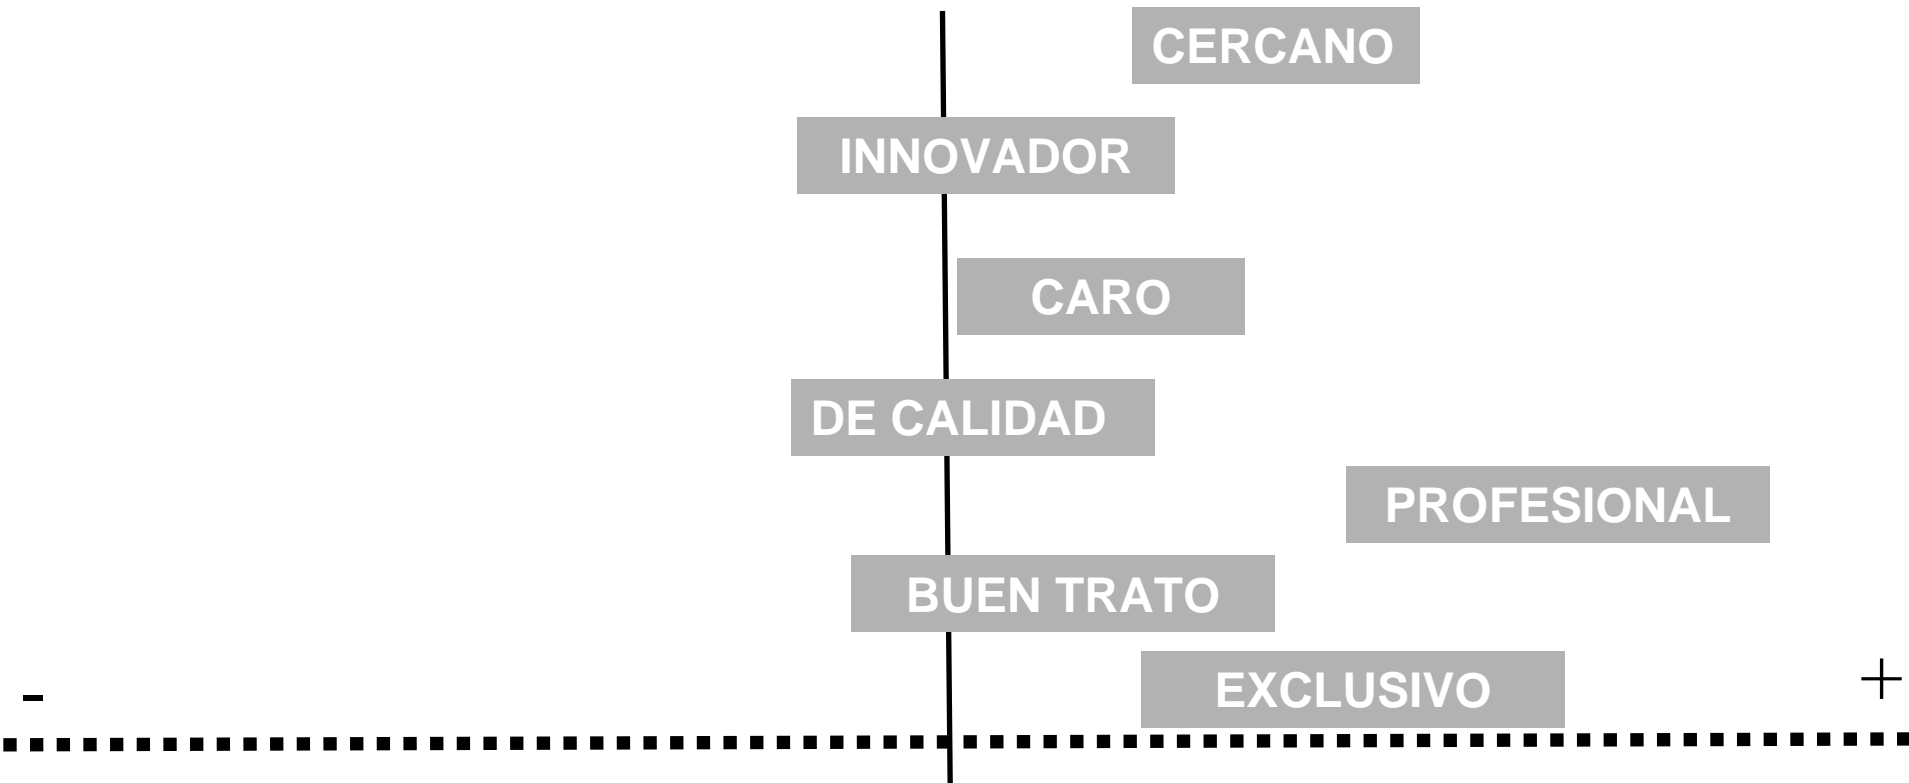 CERCANO
INNOVADOR
CARO
DE CALIDAD
PROFESIONAL
BUEN TRATO
EXCLUSIVO
- +